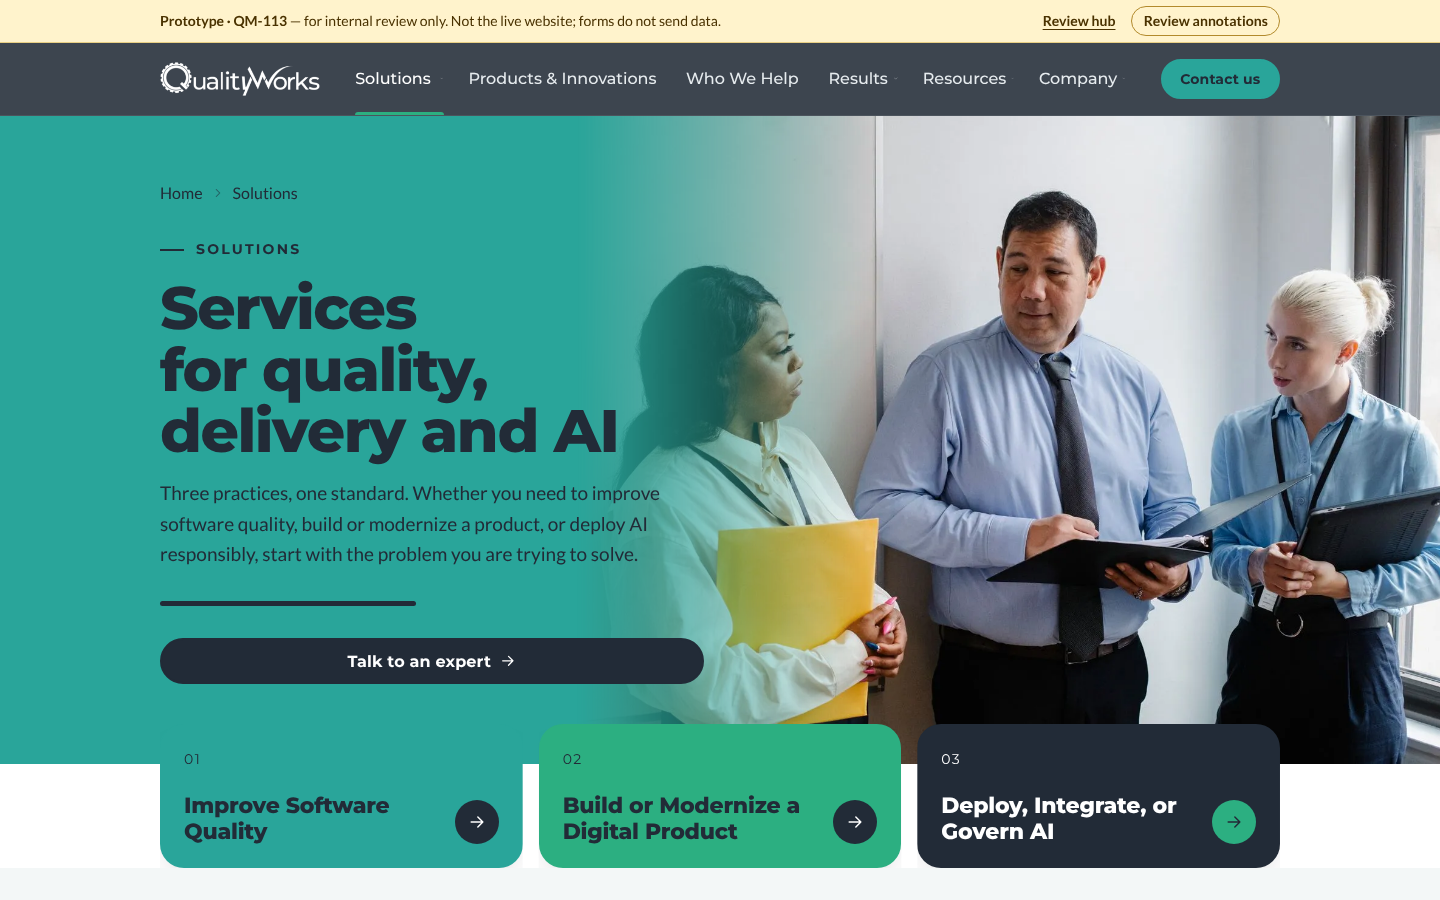 Prototype · QM-113 — for internal review only. Not the live website; forms do not send data.
Review hub
Review annotations
QualityWorks
Solutions
Products & Innovations
Who We Help
Results
Resources
Company
Contact us
Home
Solutions
SOLUTIONS
Services
for quality,
delivery and AI
Three practices, one standard. Whether you need to improve
software quality, build or modernize a product, or deploy AI
responsibly, start with the problem you are trying to solve.
Talk to an expert →
01
Improve Software
Quality
02
Build or Modernize a
Digital Product
03
Deploy, Integrate, or
Govern AI